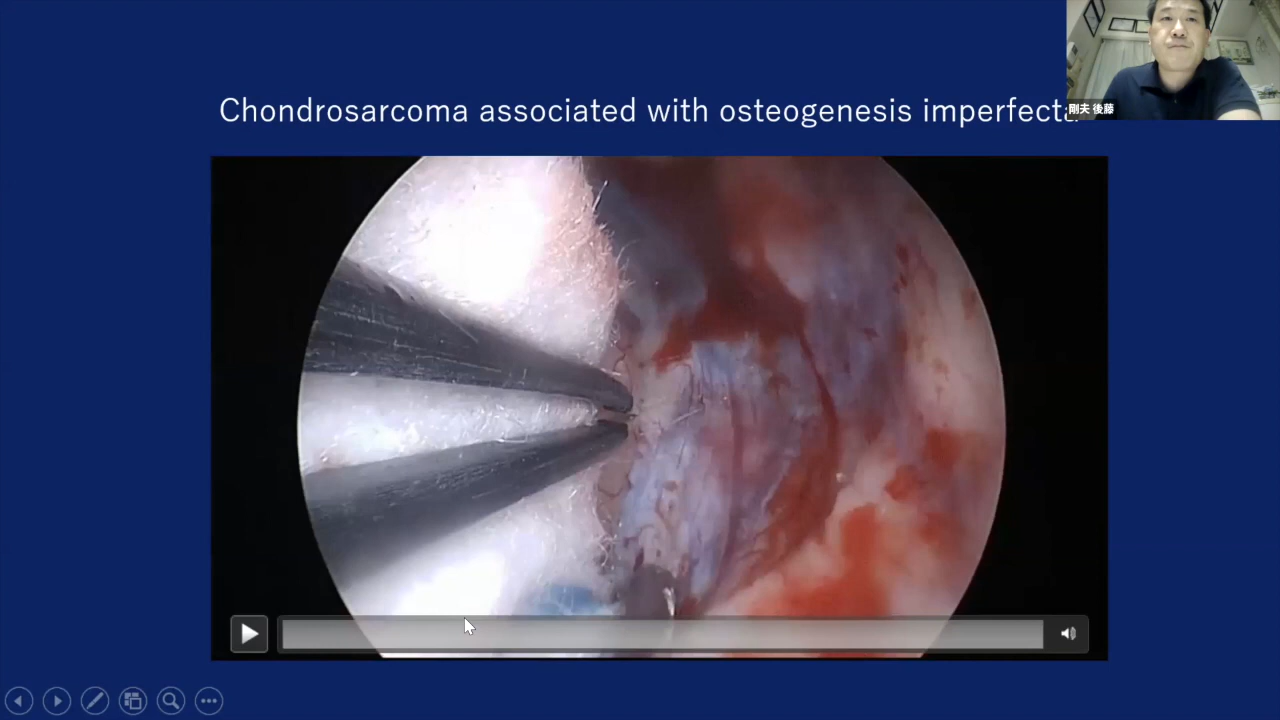 Chondrosarcoma associated with osteogenesis imperfecta
剛夫 後藤